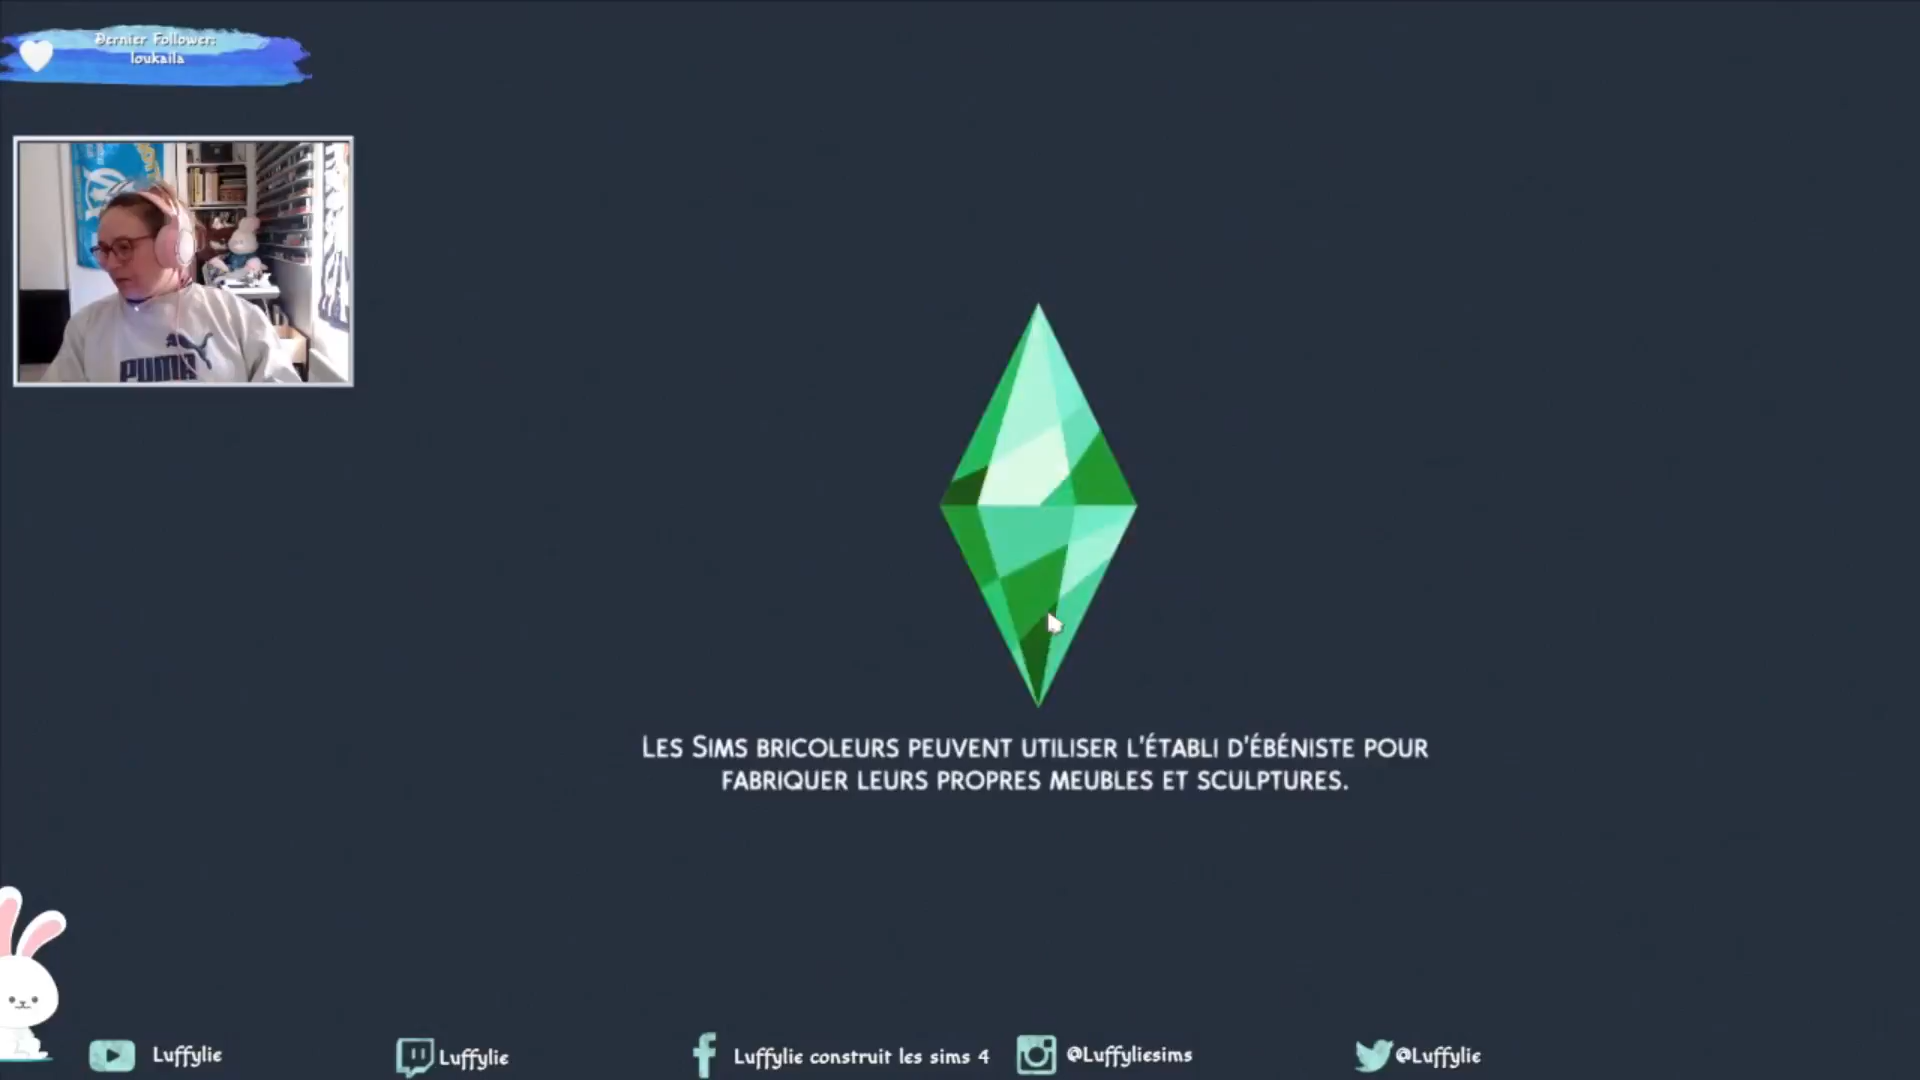 Dernier Follower:
loukaila
PUMA
LES SIMS BRICOLEURS PEUVENT UTILISER L'ÉTABLI D'ÉBÉNISTE POUR
FABRIQUER LEURS PROPRES MEUBLES ET SCULPTURES.
Luffylie
Luffylie
Luffylie construit les sims 4
@Luffyliesims
@Luffylie